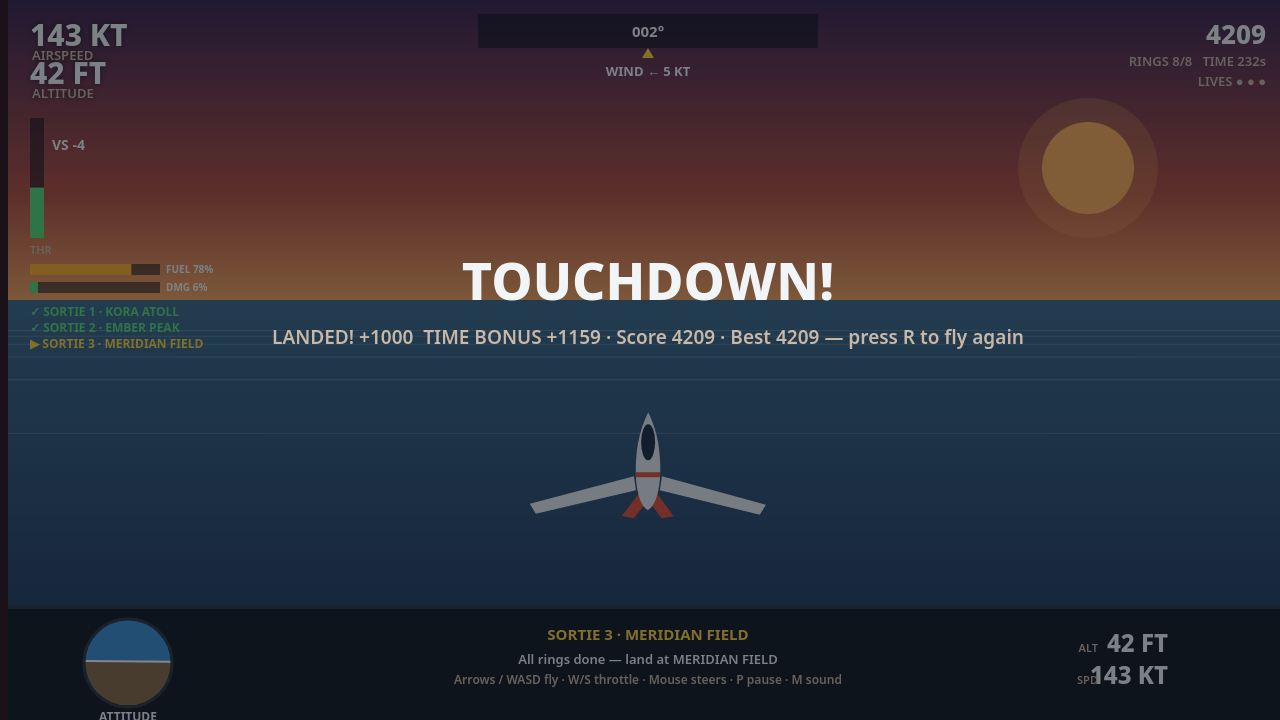 143 KT
AIRSPEED
42 FT
ALTITUDE
VS -4
THR
FUEL 78%
DMG 6%
✓ SORTIE 1 · KORA ATOLL
✓ SORTIE 2 · EMBER PEAK
▶ SORTIE 3 · MERIDIAN FIELD
002°
WIND ← 5 KT
4209
RINGS 8/8 TIME 232s
LIVES ● ● ●
TOUCHDOWN!
LANDED! +1000 TIME BONUS +1159 · Score 4209 · Best 4209 — press R to fly again
ATTITUDE
SORTIE 3 · MERIDIAN FIELD
All rings done — land at MERIDIAN FIELD
Arrows / WASD fly · W/S throttle · Mouse steers · P pause · M sound
ALT 42 FT
SPD 143 KT